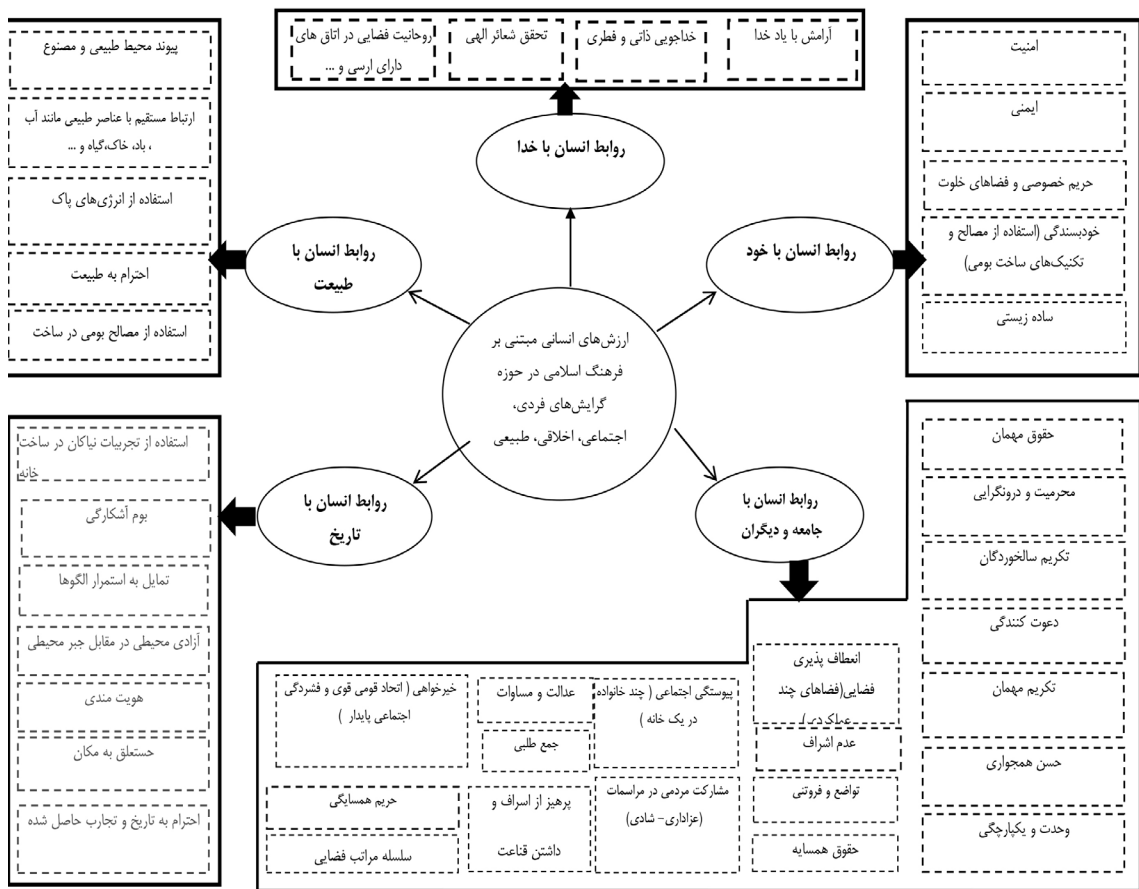 آرامش با یاد خدا
خداجویی ذاتی و فطری
تحقق شعائر الهی
روحانیت فضایی در اتاق های
دارای ارسی و ...
روابط انسان با خدا
امنیت
ایمنی
حریم خصوصی و فضاهای خلوت
خودبسندگی (استفاده از مصالح و
تکنیک‌های ساخت بومی)
ساده زیستی
روابط انسان با خود
پیوند محیط طبیعی و مصنوع
ارتباط مستقیم با عناصر طبیعی مانند آب
، باد، خاک،گیاه و ...
استفاده از انرژی‌های پاک
احترام به طبیعت
استفاده از مصالح بومی در ساخت
روابط انسان با
طبیعت
ارزش‌های انسانی مبتنی بر
فرهنگ اسلامی در حوزه
گرایش‌های فردی،
اجتماعی، اخلاقی، طبیعی
روابط انسان با
جامعه و دیگران
روابط انسان با
تاریخ
حقوق مهمان
محرمیت و درونگرایی
تکریم سالخوردگان
دعوت کنندگی
تکریم مهمان
حسن همجواری
وحدت و یکپارچگی
انعطاف پذیری
فضایی(فضاهای چند
عملکردی)
عدم اشراف
تواضع و فروتنی
حقوق همسایه
پیوستگی اجتماعی ( چند خانواده
در یک خانه )
مشارکت مردمی در مراسمات
(عزاداری- شادی)
عدالت و مساوات
جمع طلبی
پرهیز از اسراف و
داشتن قناعت
خیرخواهی ( اتحاد قومی قوی و فشردگی
اجتماعی پایدار )
حریم همسایگی
سلسله مراتب فضایی
استفاده از تجربیات نیاکان در ساخت
خانه
بوم آشکارگی
تمایل به استمرار الگوها
آزادی محیطی در مقابل جبر محیطی
هویت مندی
حستعلق به مکان
احترام به تاریخ و تجارب حاصل شده